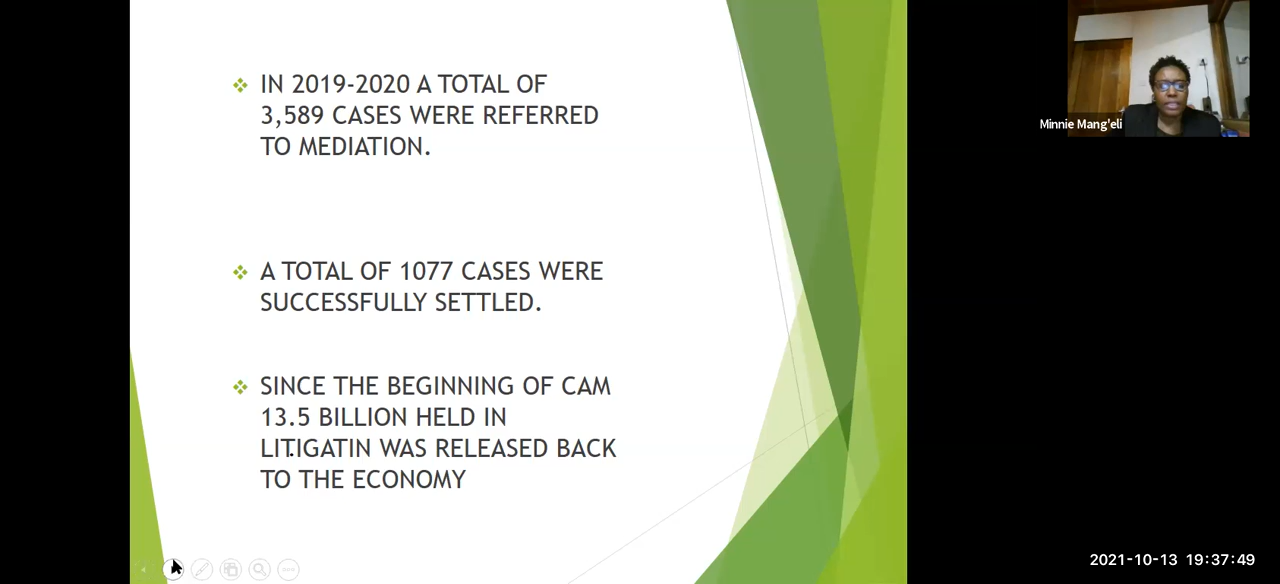 IN 2019-2020 A TOTAL OF
3,589 CASES WERE REFERRED
TO MEDIATION.
A TOTAL OF 1077 CASES WERE
SUCCESSFULLY SETTLED.
SINCE THE BEGINNING OF CAM
13.5 BILLION HELD IN
LITIGATIN WAS RELEASED BACK
TO THE ECONOMY
Minnie Mang'eli
2021-10-13 19:37:49